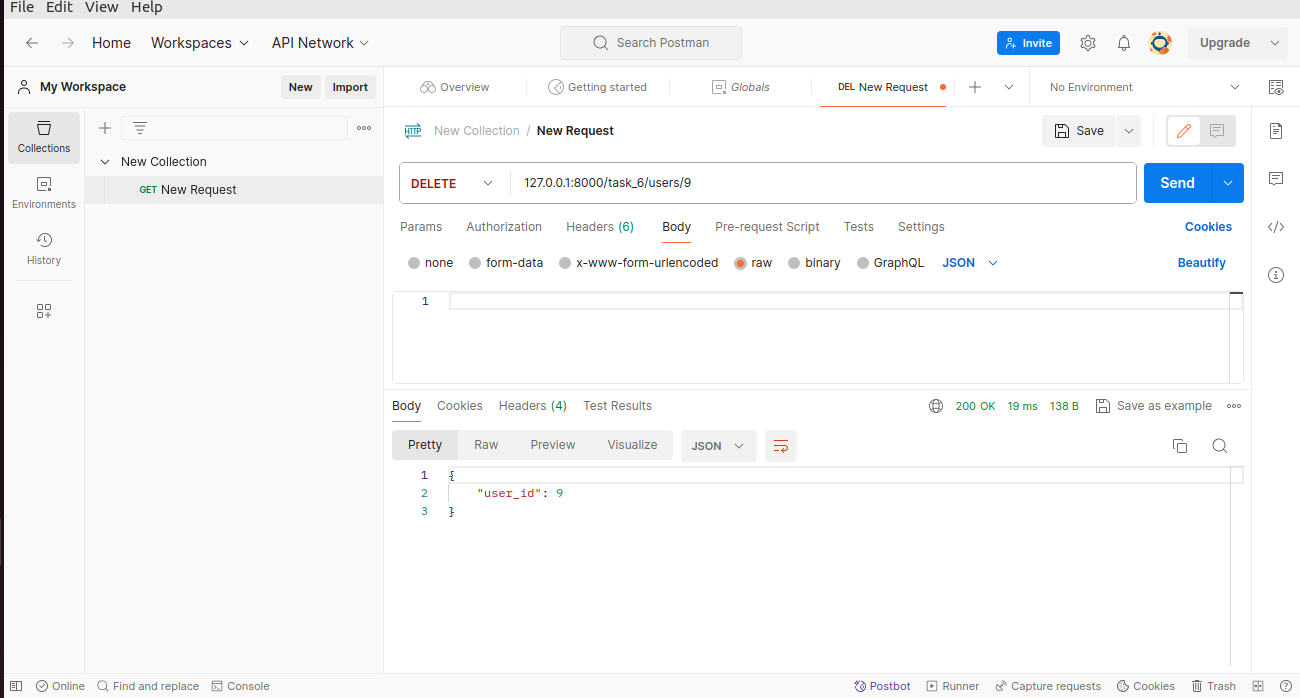 File Edit View Help
Home Workspaces API Network Search Postman Invite Upgrade
My Workspace New Import Overview Getting started Globals DEL New Request No Environment
Collections
Environments
History
New Collection
GET New Request
HTTP New Collection / New Request Save
DELETE 127.0.0.1:8000/task_6/users/9 Send
Params Authorization Headers (6) Body Pre-request Script Tests Settings Cookies
none form-data x-www-form-urlencoded raw binary GraphQL JSON Beautify
1
Body Cookies Headers (4) Test Results 200 OK 19 ms 138 B Save as example
Pretty Raw Preview Visualize JSON
1 {
2 "user_id": 9
3 }
Online Find and replace Console Postbot Runner Capture requests Cookies Trash